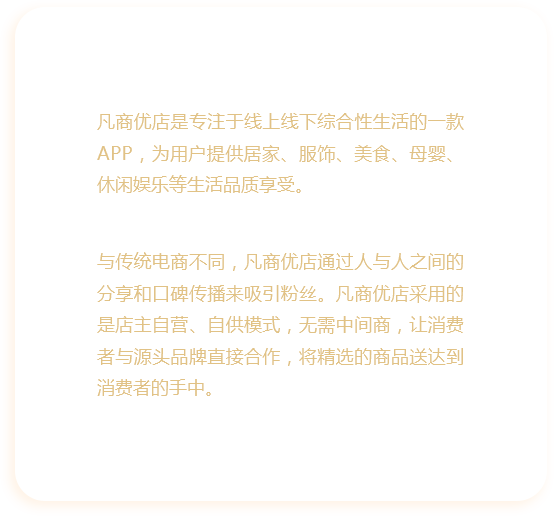 凡商优店是专注于线上线下综合性生活的一款
APP，为用户提供居家、服饰、美食、母婴、
休闲娱乐等生活品质享受。
与传统电商不同，凡商优店通过人与人之间的
分享和口碑传播来吸引粉丝。凡商优店采用的
是店主自营、自供模式，无需中间商，让消费
者与源头品牌直接合作，将精选的商品送达到
消费者的手中。